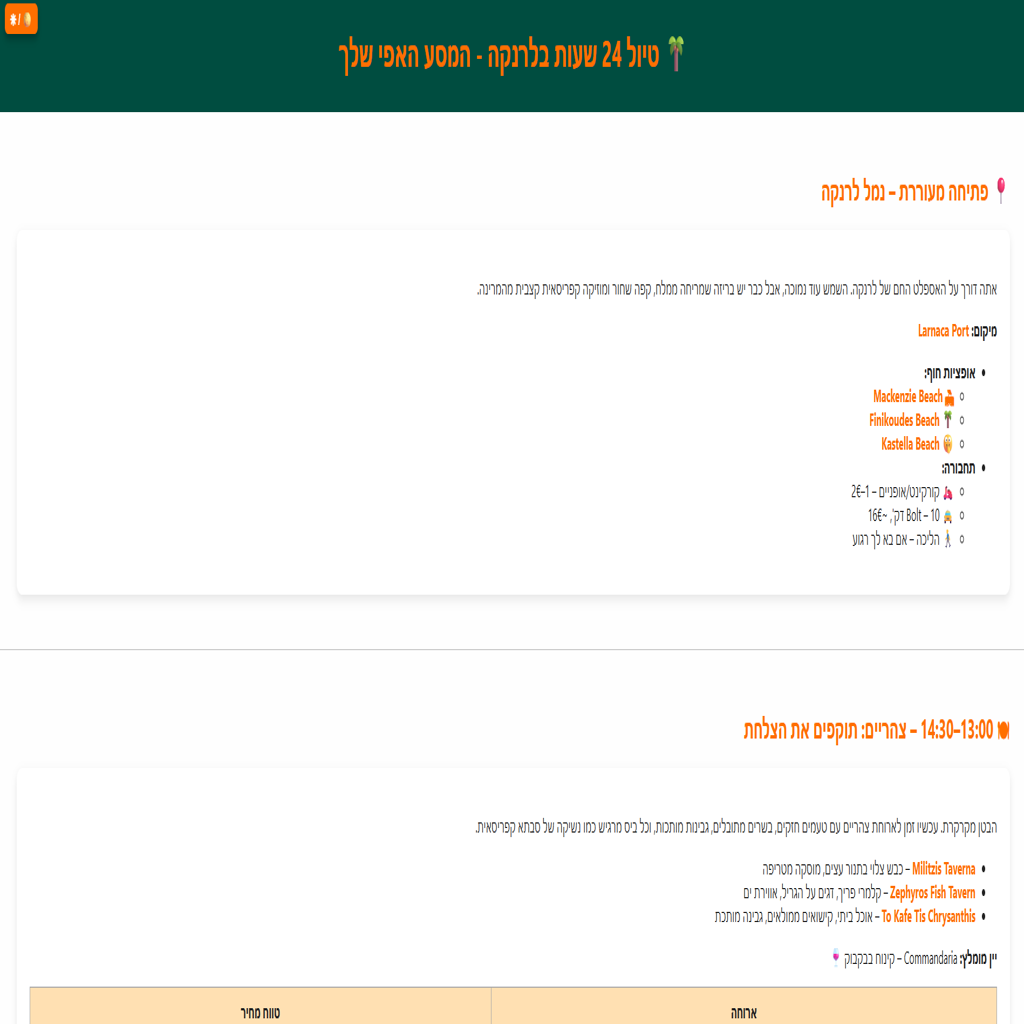 🌴 טיול 24 שעות בלרנקה - המסע האפי שלך
📍 פתיחה מעוררת – נמל לרנקה
אתה דורך על האספלט החם של לרנקה. השמש עוד נמוכה, אבל כבר יש בריזה שמריחה ממלח, קפה שחור ומוזיקה קפריסאית קצבית מהמרינה.
מיקום: Larnaca Port
אופציות חוף:
Mackenzie Beach
🌴 Finikoudes Beach
Kastella Beach
תחבורה:
🛵 קורקינט/אופניים – 1–2€
🚕 Bolt – 10 דק', ~16€
🚶 הליכה – אם בא לך רגוע
🍽 13:00–14:30 – צהריים: תוקפים את הצלחת
הבטן מקרקרת. עכשיו זמן לארוחת צהריים עם טעמים חזקים, בשרים מתובלים, גבינות מותכות, וכל ביס מרגיש כמו נשיקה של סבתא קפריסאית.
Militzis Taverna – כבש צלוי בתנור עצים, מוסקה מטריפה
Zephyros Fish Tavern – קלמרי פריך, דגים על הגריל, אווירת ים
To Kafe Tis Chrysanthis – אוכל ביתי, קישואים ממולאים, גבינה מותכת
יין מומלץ: Commandaria – קינוח בבקבוק 🍷
ארוחה
טווח מחיר